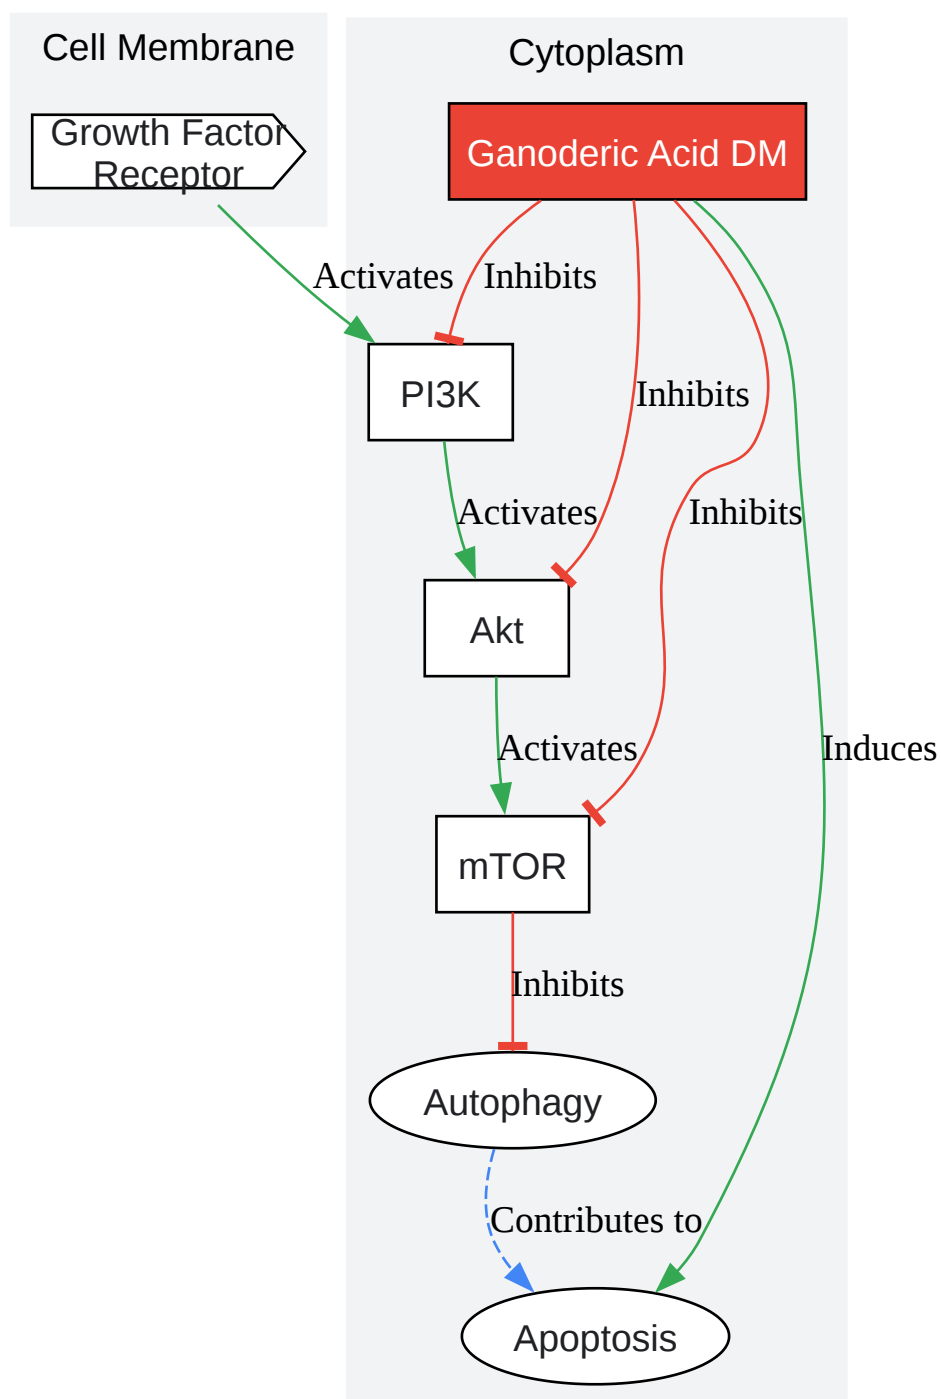 Cell Membrane
Cytoplasm
Growth Factor
Receptor
Ganoderic Acid DM
Activates
Inhibits
PI3K
Inhibits
Activates
Inhibits
Akt
Activates
Induces
mTOR
Inhibits
Autophagy
Contributes to
Apoptosis